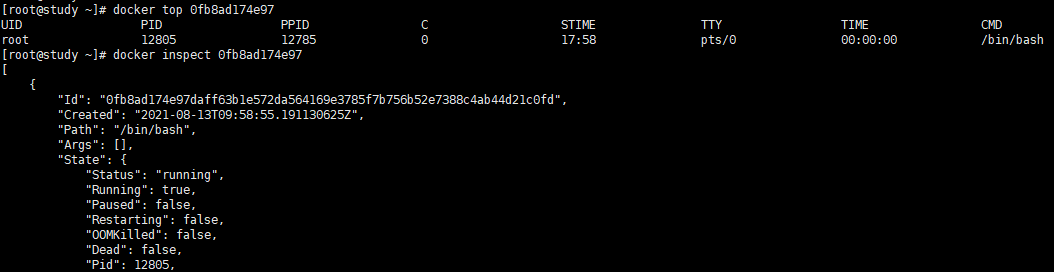 [root@study ~]# docker top 0fb8ad174e97
UID PID PPID C STIME TTY TIME CMD
root 12805 12785 0 17:58 pts/0 00:00:00 /bin/bash
[root@study ~]# docker inspect 0fb8ad174e97
[
{
"Id": "0fb8ad174e97daff63b1e572da564169e3785f7b756b52e7388c4ab44d21c0fd",
"Created": "2021-08-13T09:58:55.191130625Z",
"Path": "/bin/bash",
"Args": [],
"State": {
"Status": "running",
"Running": true,
"Paused": false,
"Restarting": false,
"OOMKilled": false,
"Dead": false,
"Pid": 12805,